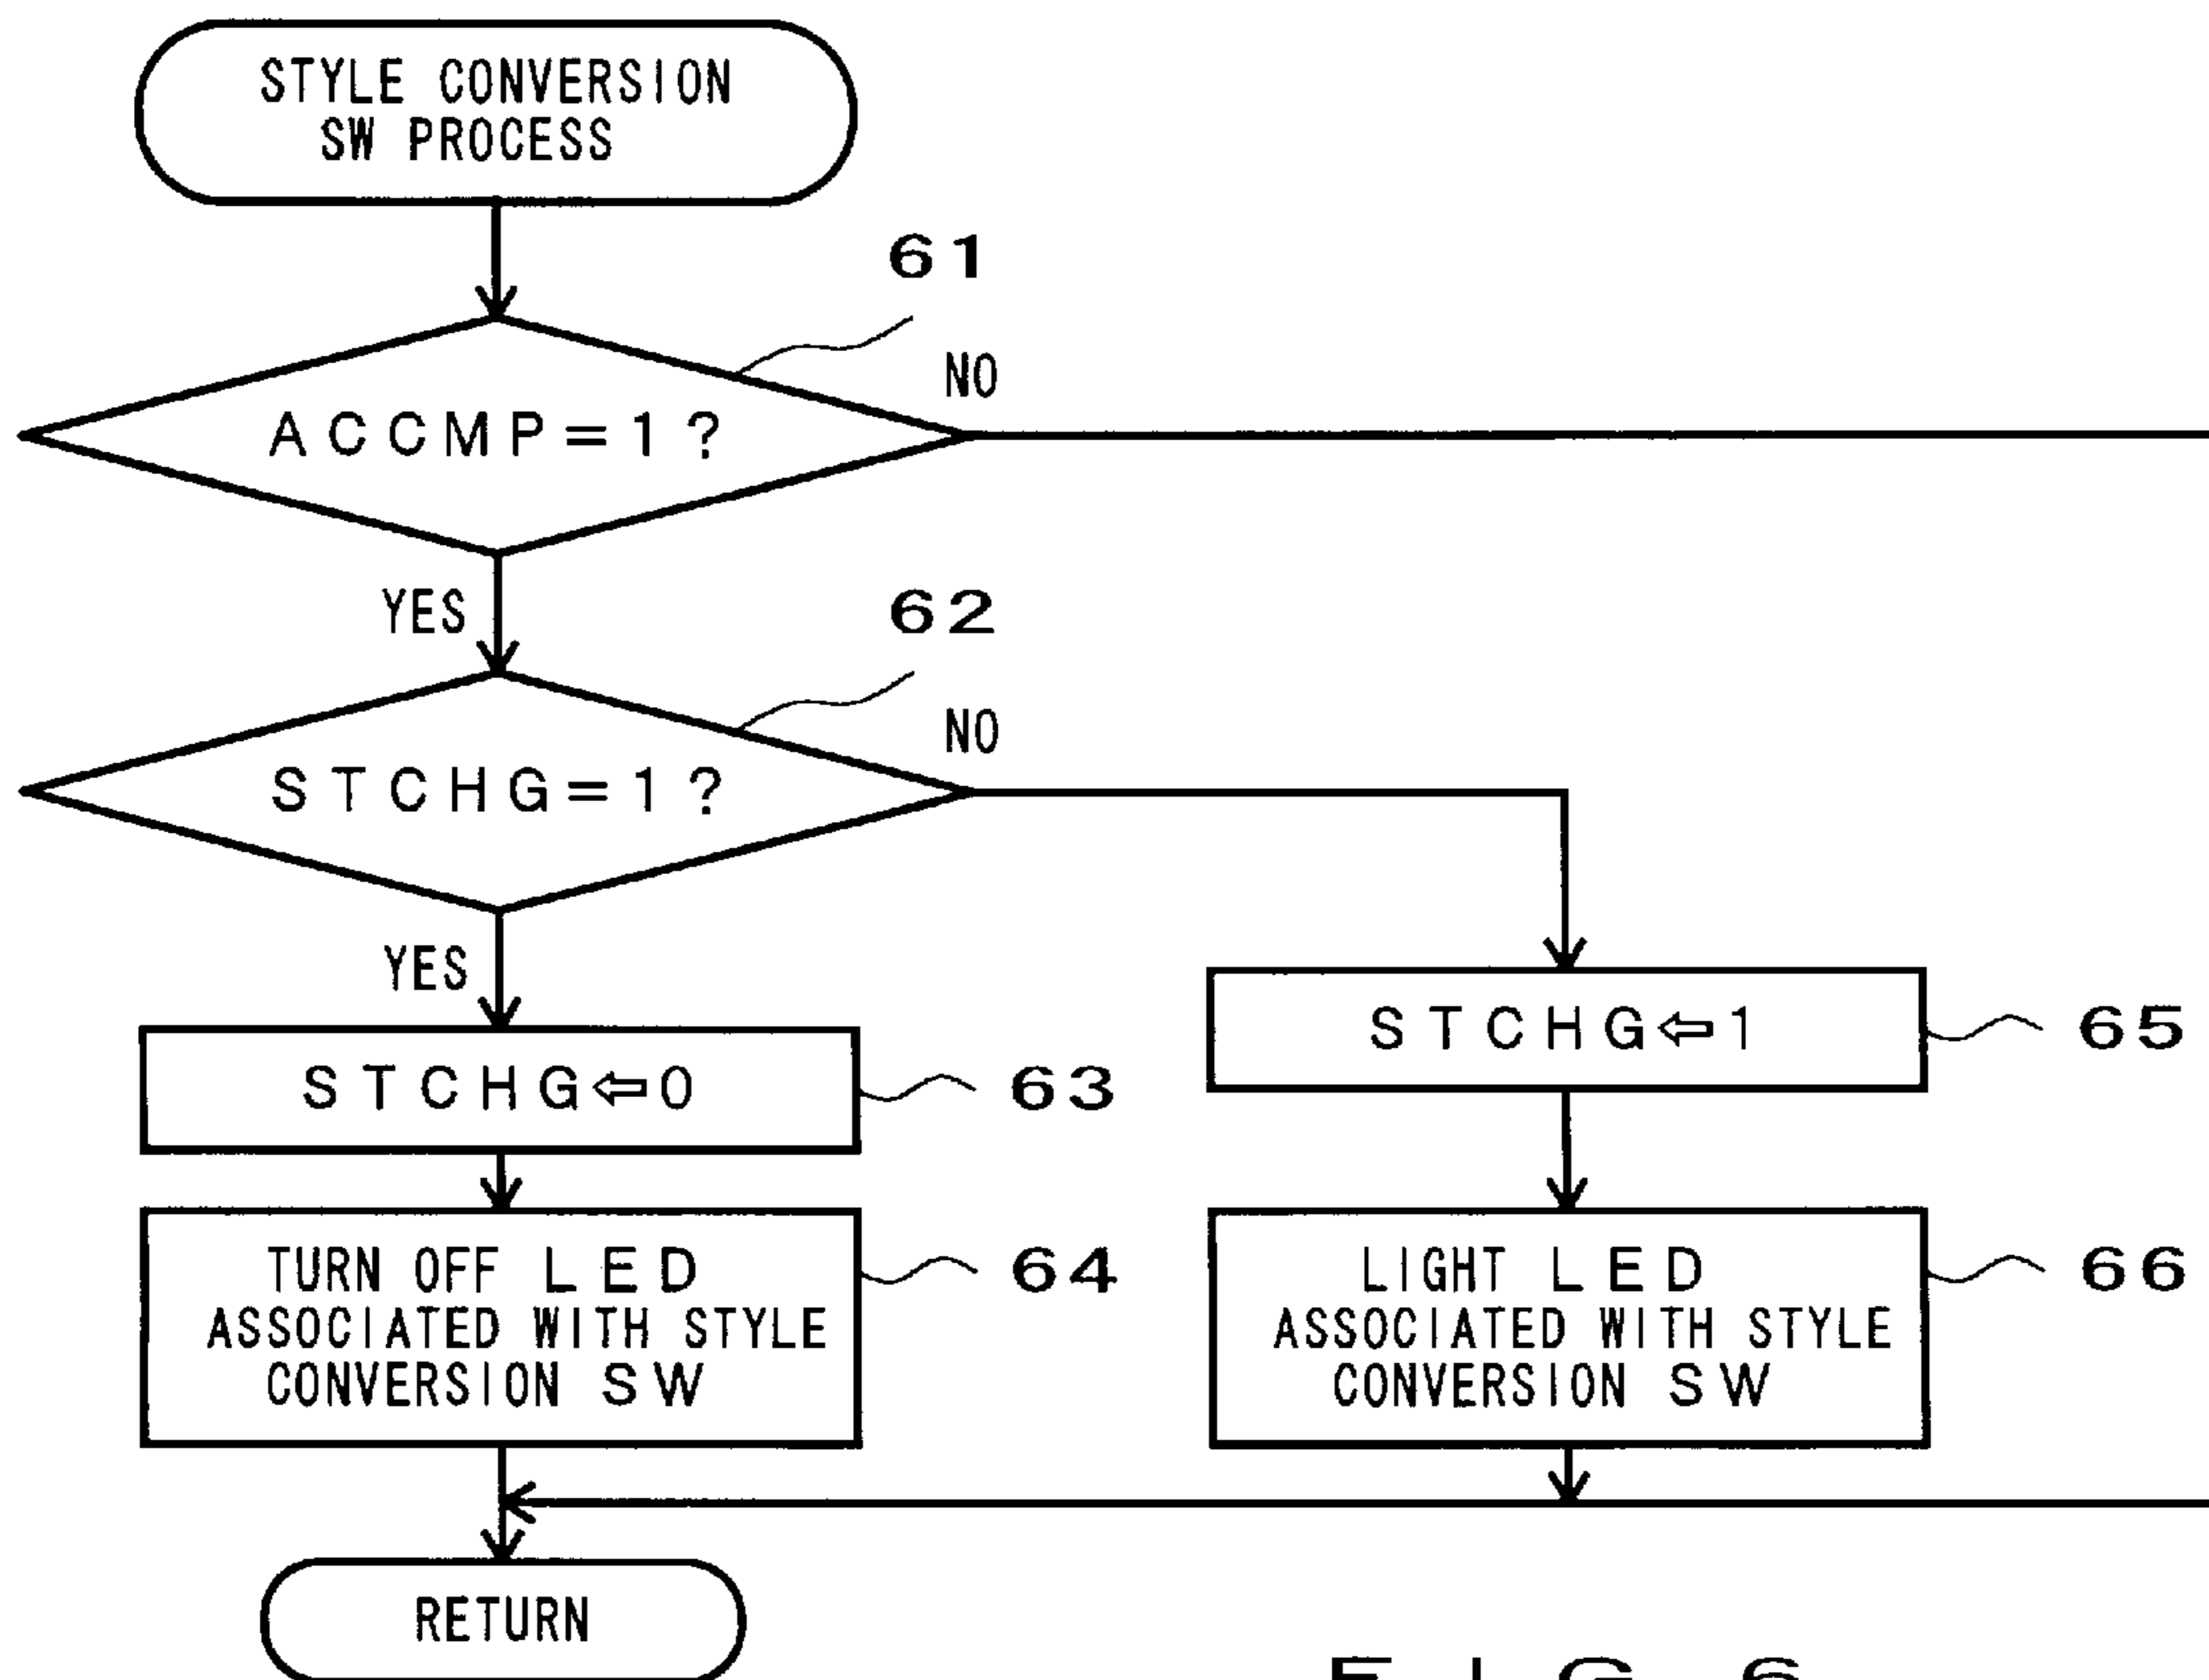 STYLE CONVERSION
SW PROCESS
61
NO
ACCMP=1?
YES
62
NO
STCHG=1?
YES
STCHG⇦0
63
STCHG⇦1
65
TURN OFF LED
ASSOCIATED WITH STYLE
CONVERSION SW
64
LIGHT LED
ASSOCIATED WITH STYLE
CONVERSION SW
66
RETURN
FIG 6